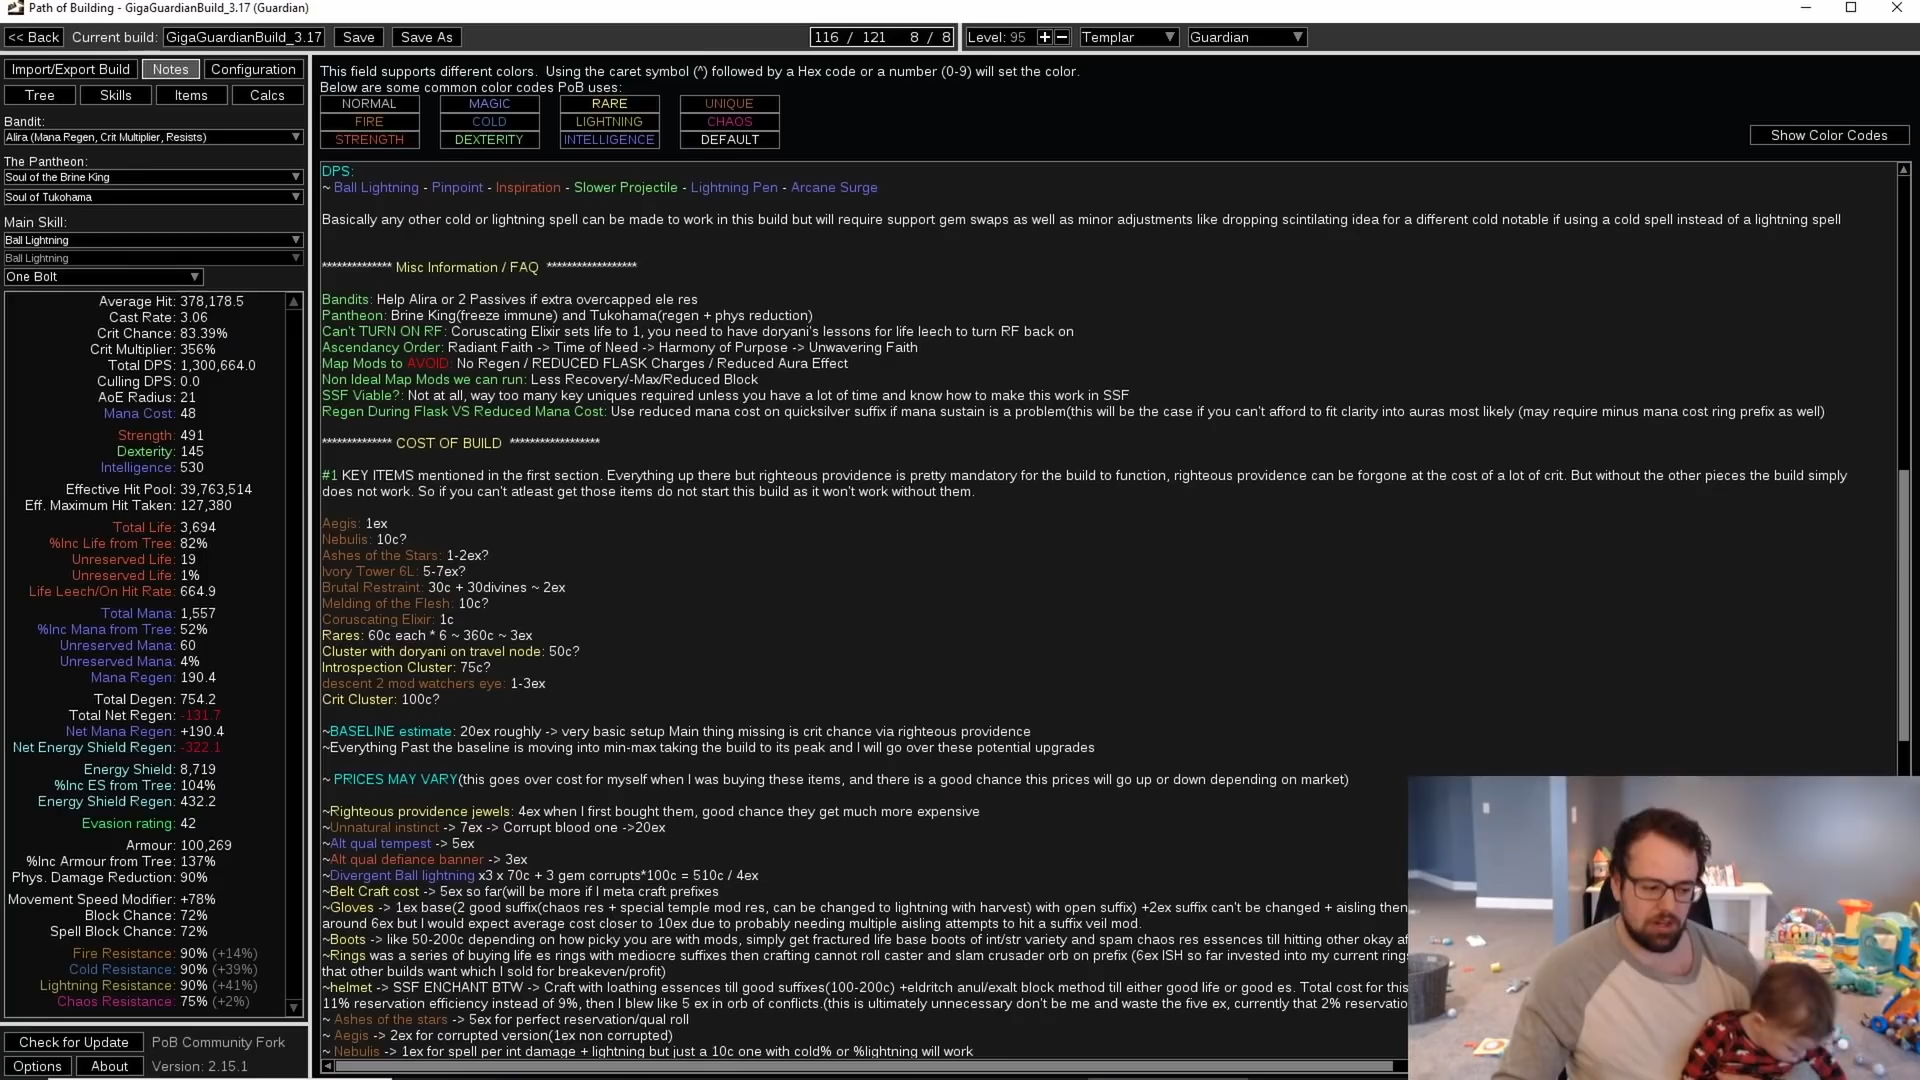 Path of Building - GigaGuardianBuild_3.17 (Guardian)
<< Back Current build: GigaGuardianBuild_3.17 Save Save As 116 / 121 8 / 8 Level: 95 Templar Guardian
Import/Export Build Notes Configuration
Tree Skills Items Calcs
Bandit:
Alira (Mana Regen, Crit Multiplier, Resists)
The Pantheon:
Soul of the Brine King
Soul of Tukohama
Main Skill:
Ball Lightning
Ball Lightning
One Bolt
Average Hit: 378,178.5
Cast Rate: 3.06
Crit Chance: 83.39%
Crit Multiplier: 356%
Total DPS: 1,300,664.0
Culling DPS: 0.0
AoE Radius: 21
Mana Cost: 48
Strength: 491
Dexterity: 145
Intelligence: 530
Effective Hit Pool: 39,763,514
Eff. Maximum Hit Taken: 127,380
Total Life: 3,694
%Inc Life from Tree: 82%
Unreserved Life: 19
Unreserved Life: 1%
Life Leech/On Hit Rate: 664.9
Total Mana: 1,557
%Inc Mana from Tree: 52%
Unreserved Mana: 60
Unreserved Mana: 4%
Mana Regen: 190.4
Total Degen: 754.2
Total Net Regen: -131.7
Net Mana Regen: +190.4
Net Energy Shield Regen: -322.1
Energy Shield: 8,719
%Inc ES from Tree: 104%
Energy Shield Regen: 432.2
Evasion rating: 42
Armour: 100,269
%Inc Armour from Tree: 137%
Phys. Damage Reduction: 90%
Movement Speed Modifier: +78%
Block Chance: 72%
Spell Block Chance: 72%
Fire Resistance: 90% (+14%)
Cold Resistance: 90% (+39%)
Lightning Resistance: 90% (+41%)
Chaos Resistance: 75% (+2%)
Check for Update PoB Community Fork
Options About Version: 2.15.1
This field supports different colors. Using the caret symbol (^) followed by a Hex code or a number (0-9) will set the color.
Below are some common color codes PoB uses:
NORMAL MAGIC RARE UNIQUE
FIRE COLD LIGHTNING CHAOS
STRENGTH DEXTERITY INTELLIGENCE DEFAULT
Show Color Codes
DPS:
~ Ball Lightning - Pinpoint - Inspiration - Slower Projectile - Lightning Pen - Arcane Surge
Basically any other cold or lightning spell can be made to work in this build but will require support gem swaps as well as minor adjustments like dropping scintilating idea for a different cold notable if using a cold spell instead of a lightning spell
************** Misc Information / FAQ ******************
Bandits: Help Alira or 2 Passives if extra overcapped ele res
Pantheon: Brine King(freeze immune) and Tukohama(regen + phys reduction)
Can't TURN ON RF: Coruscating Elixir sets life to 1, you need to have doryani's lessons for life leech to turn RF back on
Ascendancy Order: Radiant Faith -> Time of Need -> Harmony of Purpose -> Unwavering Faith
Map Mods to AVOID: No Regen / REDUCED FLASK Charges / Reduced Aura Effect
Non Ideal Map Mods we can run: Less Recovery/-Max/Reduced Block
SSF Viable?: Not at all, way too many key uniques required unless you have a lot of time and know how to make this work in SSF
Regen During Flask VS Reduced Mana Cost: Use reduced mana cost on quicksilver suffix if mana sustain is a problem(this will be the case if you can't afford to fit clarity into auras most likely (may require minus mana cost ring prefix as well)
************** COST OF BUILD ******************
#1 KEY ITEMS mentioned in the first section. Everything up there but righteous providence is pretty mandatory for the build to function, righteous providence can be forgone at the cost of a lot of crit. But without the other pieces the build simply
does not work. So if you can't atleast get those items do not start this build as it won't work without them.
Aegis: 1ex
Nebulis: 10c?
Ashes of the Stars: 1-2ex?
Ivory Tower 6L: 5-7ex?
Brutal Restraint: 30c + 30divines ~ 2ex
Melding of the Flesh: 10c?
Coruscating Elixir: 1c
Rares: 60c each * 6 ~ 360c ~ 3ex
Cluster with doryani on travel node: 50c?
Introspection Cluster: 75c?
descent 2 mod watchers eye: 1-3ex
Crit Cluster: 100c?
~BASELINE estimate: 20ex roughly -> very basic setup Main thing missing is crit chance via righteous providence
~Everything Past the baseline is moving into min-max taking the build to its peak and I will go over these potential upgrades
~ PRICES MAY VARY(this goes over cost for myself when I was buying these items, and there is a good chance this prices will go up or down depending on market)
~Righteous providence jewels: 4ex when I first bought them, good chance they get much more expensive
~Unnatural instinct -> 7ex -> Corrupt blood one ->20ex
~Alt qual tempest -> 5ex
~Alt qual defiance banner -> 3ex
~Divergent Ball lightning x3 x 70c + 3 gem corrupts*100c = 510c / 4ex
~Belt Craft cost -> 5ex so far(will be more if I meta craft prefixes
~Gloves -> 1ex base(2 good suffix(chaos res + special temple mod res, can be changed to lightning with harvest) with open suffix) +2ex suffix can't be changed + aisling then
around 6ex but I would expect average cost closer to 10ex due to probably needing multiple aisling attempts to hit a suffix veil mod.
~Boots -> like 50-200c depending on how picky you are with mods, simply get fractured life base boots of int/str variety and spam chaos res essences till hitting other okay af
~Rings was a series of buying life es rings with mediocre suffixes then crafting cannot roll caster and slam crusader orb on prefix (6ex ISH so far invested into my current rings
that other builds want which I sold for breakeven/profit)
~helmet -> SSF ENCHANT BTW -> Craft with loathing essences till good suffixes(100-200c) +eldritch anul/exalt block method till either good life or good es. Total cost for this
11% reservation efficiency instead of 9%, then I blew like 5 ex in orb of conflicts.(this is ultimately unnecessary don't be me and waste the five ex, currently that 2% reservatio
~ Ashes of the stars -> 5ex for perfect reservation/qual roll
~ Aegis -> 2ex for corrupted version(1ex non corrupted)
~ Nebulis -> 1ex for spell per int damage + lightning but just a 10c one with cold% or %lightning will work